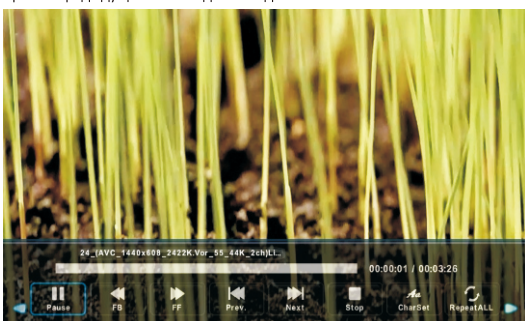 24_(AVC_1440x608_2422K.Vor_55_44K_2ch)Li...
00:00:01 / 00:03:26
Pause FB FF Prev. Next Stop CharSet RepeatALL